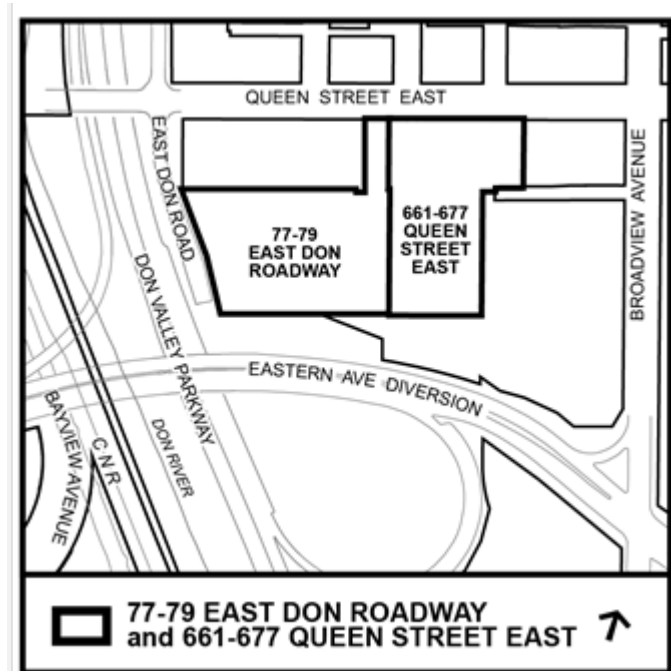 QUEEN STREET EAST
EAST DON ROAD
BROADVIEW AVENUE
77-79
EAST DON
ROADWAY
661-677
QUEEN
STREET
EAST
DON VALLEY PARKWAY
EASTERN AVE DIVERSION
BAYVIEW AVENUE
CNR
DON RIVER
77-79 EAST DON ROADWAY
and 661-677 QUEEN STREET EAST